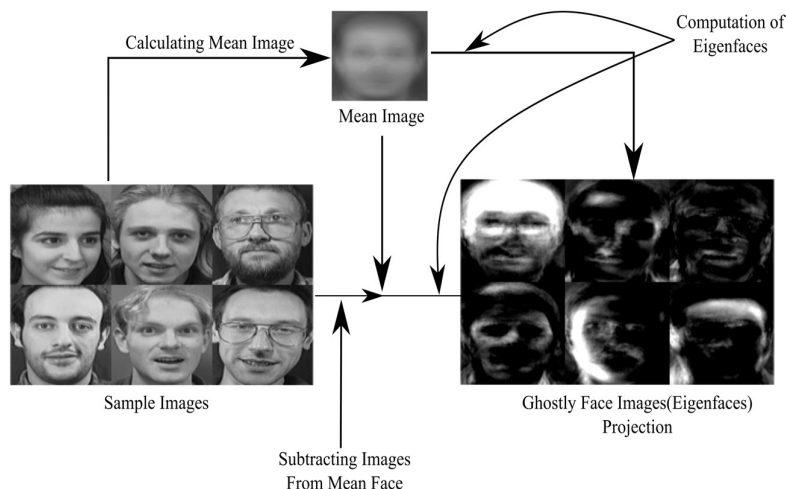 Computation of
Eigenfaces
Calculating Mean Image
Mean Image
Sample Images
Ghostly Face Images(Eigenfaces)
Projection
Subtracting Images
From Mean Face